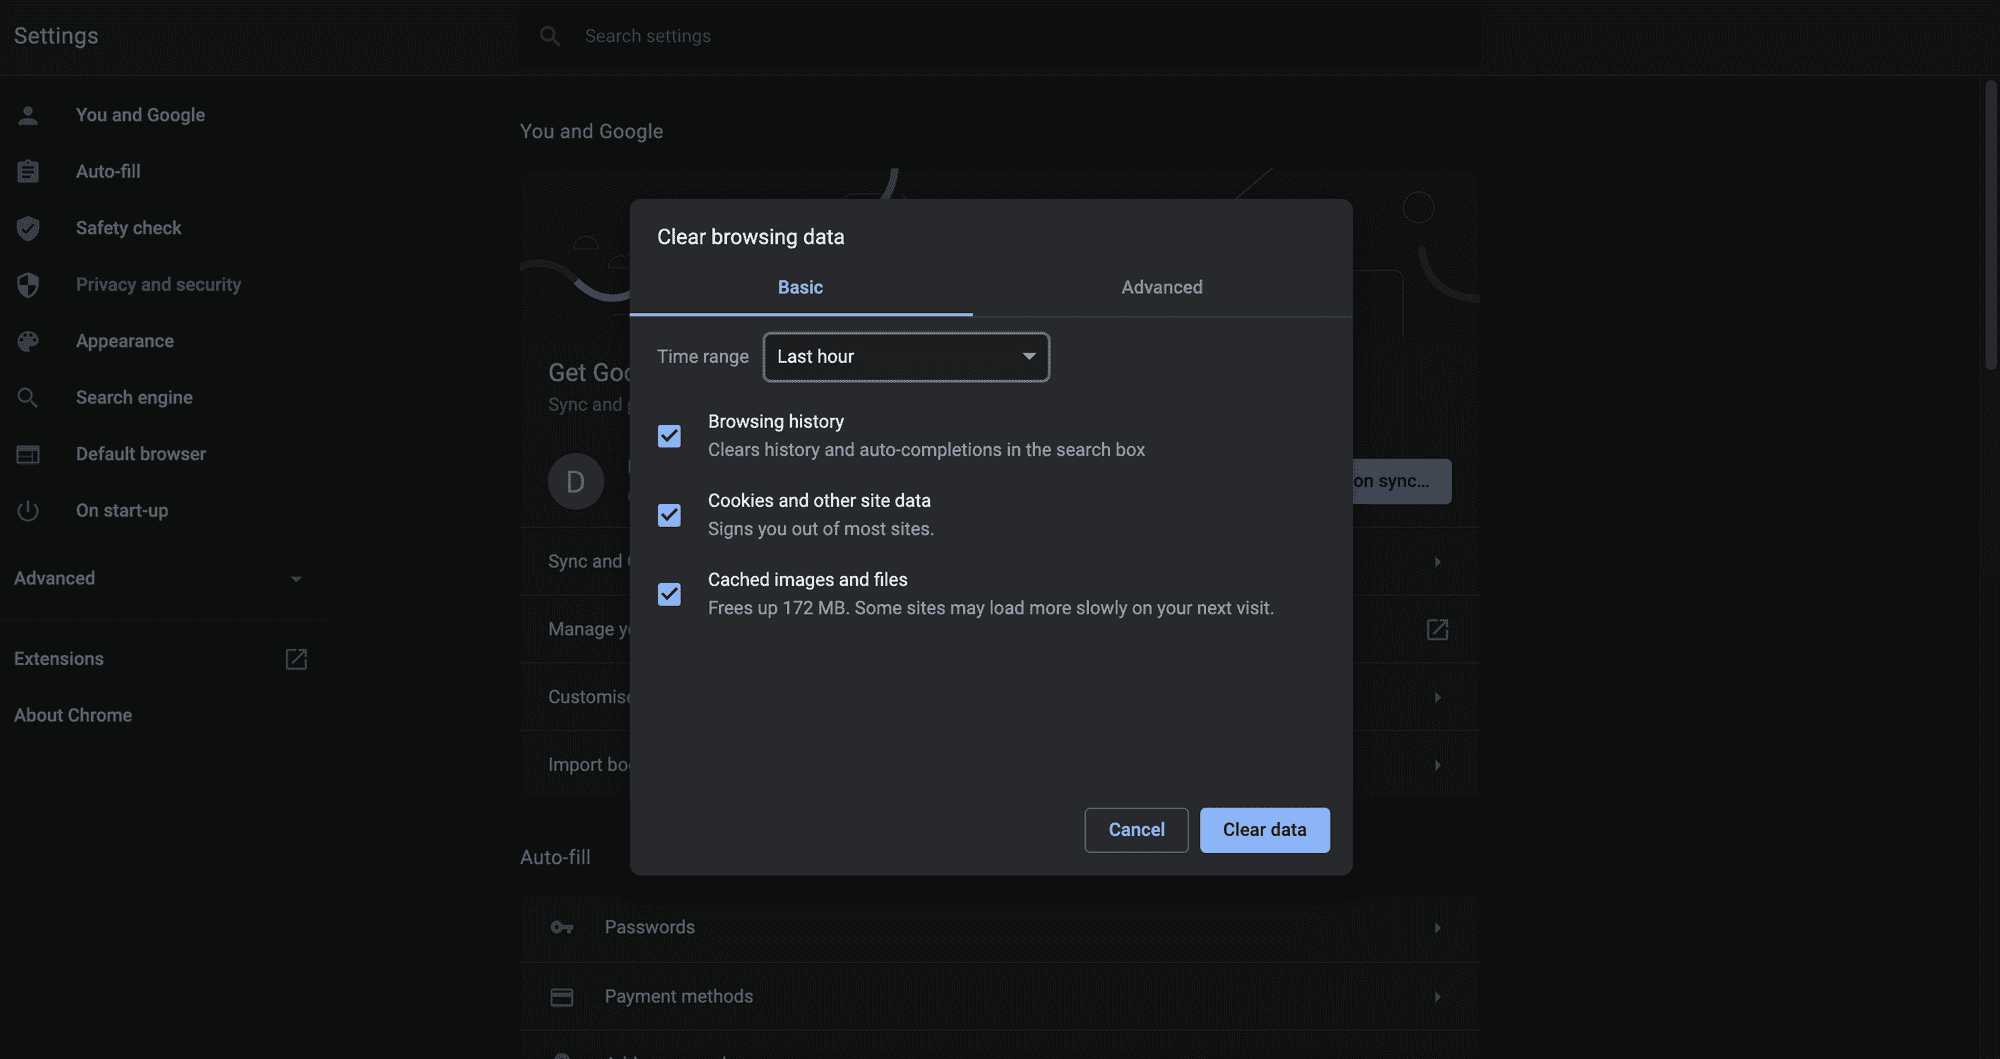 Settings
Search settings
You and Google
Auto-fill
Safety check
Privacy and security
Appearance
Search engine
Default browser
On start-up
Advanced
Extensions
About Chrome
You and Google
Get Goo
Sync and
D
on sync...
Sync and
Manage yo
Customise
Import boo
Auto-fill
Passwords
Payment methods
Clear browsing data
Basic
Advanced
Time range
Last hour
Browsing history
Clears history and auto-completions in the search box
Cookies and other site data
Signs you out of most sites.
Cached images and files
Frees up 172 MB. Some sites may load more slowly on your next visit.
Cancel
Clear data